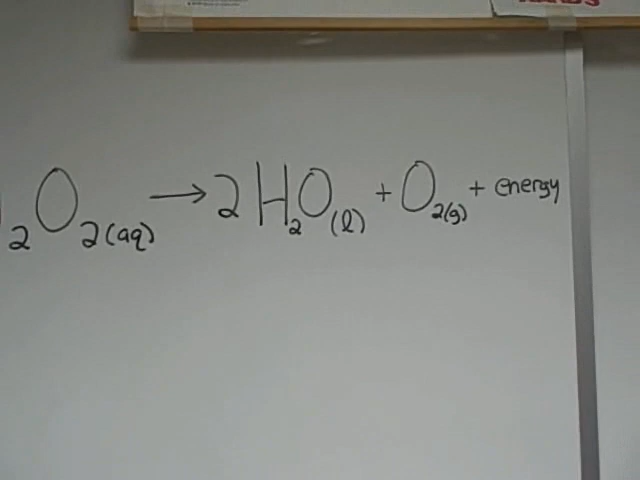 ₂O₂(aq) → 2H₂O(l) + O₂(g) + energy